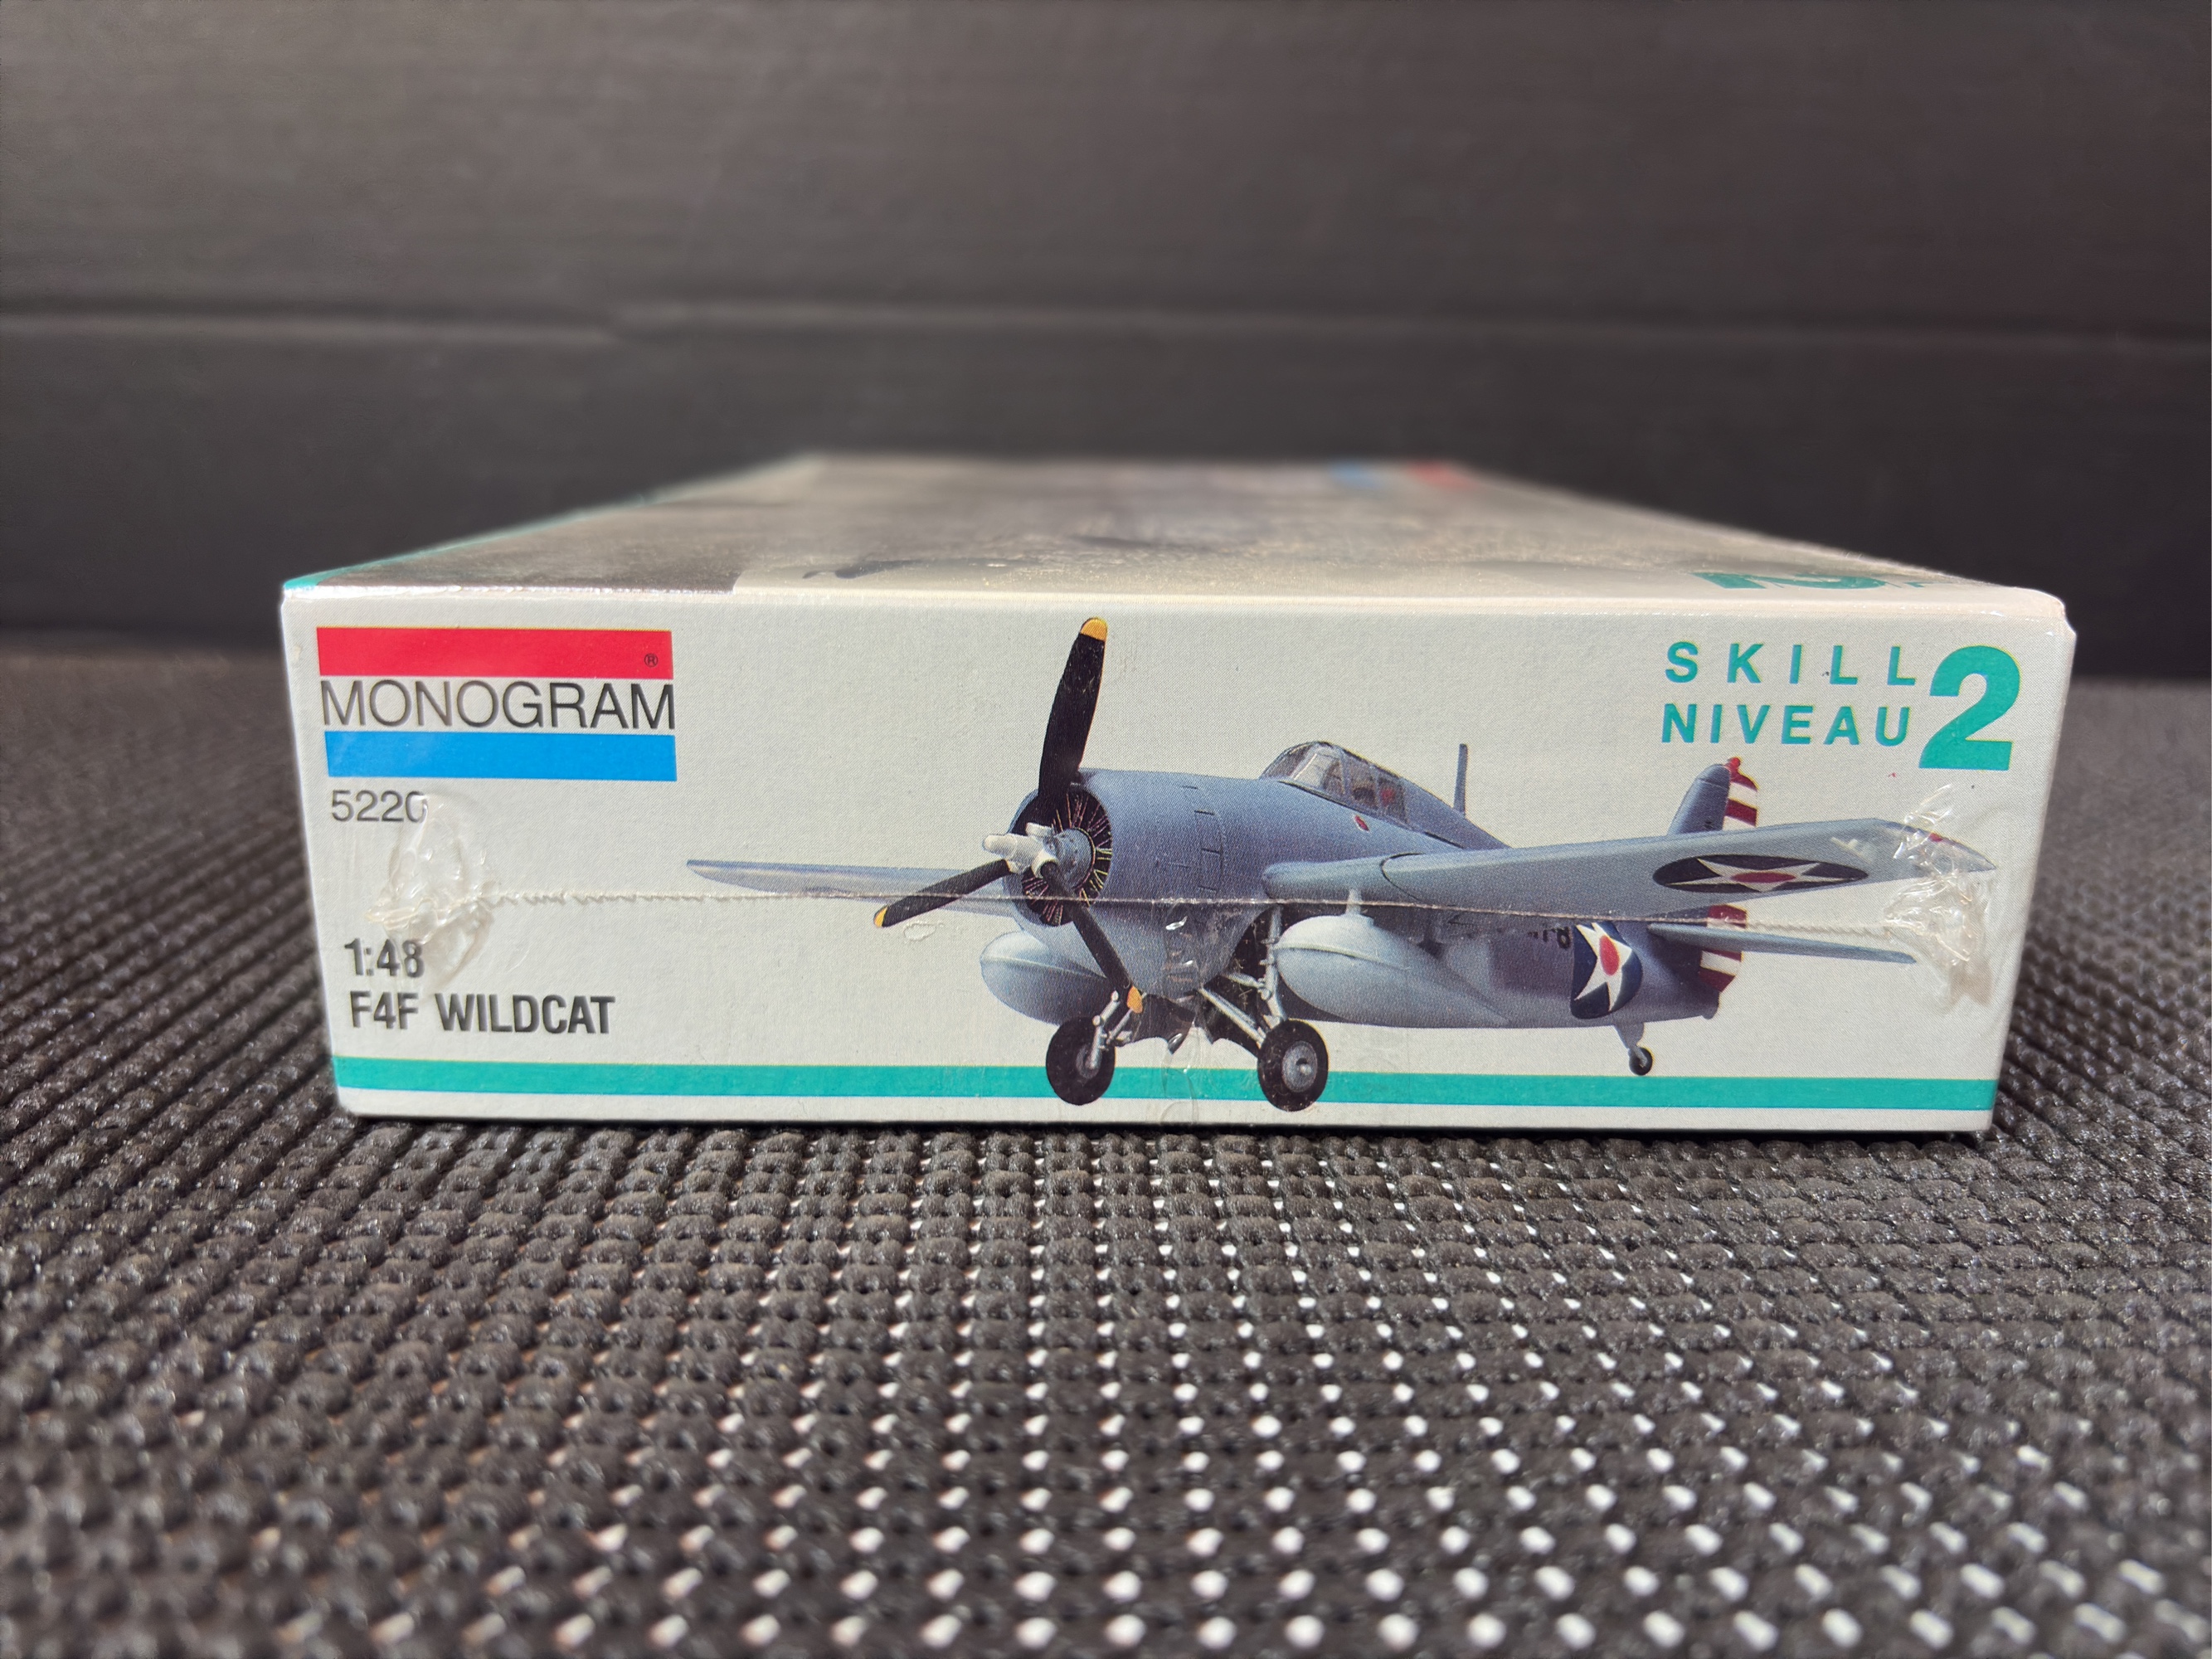 ®
MONOGRAM
5220
1:48
F4F WILDCAT
SKILL
NIVEAU 2